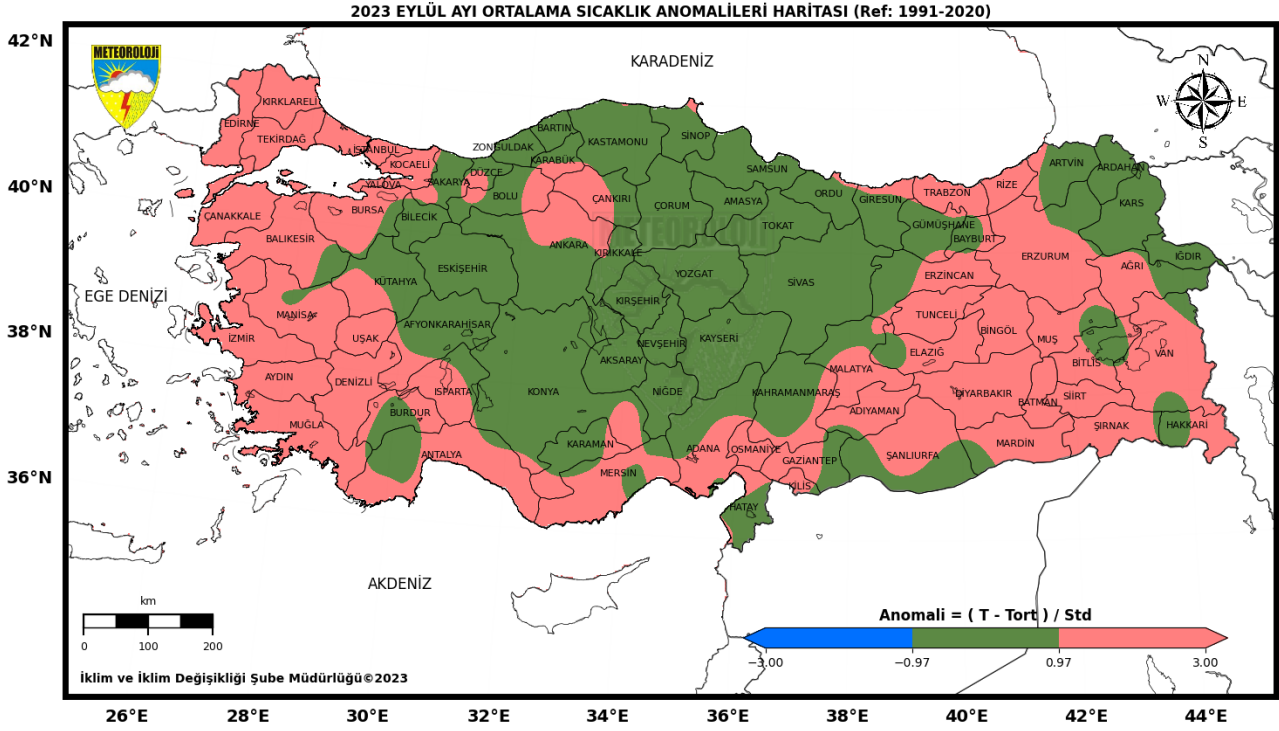 2023 EYLÜL AYI ORTALAMA SICAKLIK ANOMALİLERİ HARİTASI (Ref: 1991-2020)
42°N
40°N
38°N
36°N
METEOROLOJİ
KARADENİZ
N
W
E
S
EGE DENİZİ
AKDENİZ
KIRKLARELİ
EDİRNE
TEKİRDAĞ
İSTANBUL
KOCAELİ
YALOVA
SAKARYA
DÜZCE
ZONGULDAK
BARTIN
KARABÜK
KASTAMONU
SİNOP
SAMSUN
ORDU
GİRESUN
TRABZON
RİZE
ARTVİN
ARDAHAN
KARS
ÇANAKKALE
BURSA
BİLECİK
BOLU
ÇANKIRI
ÇORUM
AMASYA
TOKAT
GÜMÜŞHANE
BAYBURT
BALIKESİR
ANKARA
KIRIKKALE
METEOROLOJİ
ERZURUM
AĞRI
IĞDIR
KÜTAHYA
ESKİŞEHİR
YOZGAT
SİVAS
ERZİNCAN
MANİSA
KIRŞEHİR
TUNCELİ
İZMİR
UŞAK
AFYONKARAHİSAR
NEVŞEHİR
KAYSERİ
BİNGÖL
MUŞ
ELAZIĞ
VAN
BİTLİS
AKSARAY
AYDIN
DENİZLİ
ISPARTA
KONYA
NİĞDE
KAHRAMANMARAŞ
MALATYA
DİYARBAKIR
BATMAN
SİİRT
BURDUR
ADIYAMAN
MUĞLA
ŞIRNAK
HAKKARİ
KARAMAN
ADANA
OSMANİYE
MARDİN
ANTALYA
GAZİANTEP
ŞANLIURFA
MERSİN
KİLİS
HATAY
km
0 100 200
İklim ve İklim Değişikliği Şube Müdürlüğü©2023
Anomali = ( T - Tort ) / Std
−3.00 −0.97 0.97 3.00
26°E 28°E 30°E 32°E 34°E 36°E 38°E 40°E 42°E 44°E